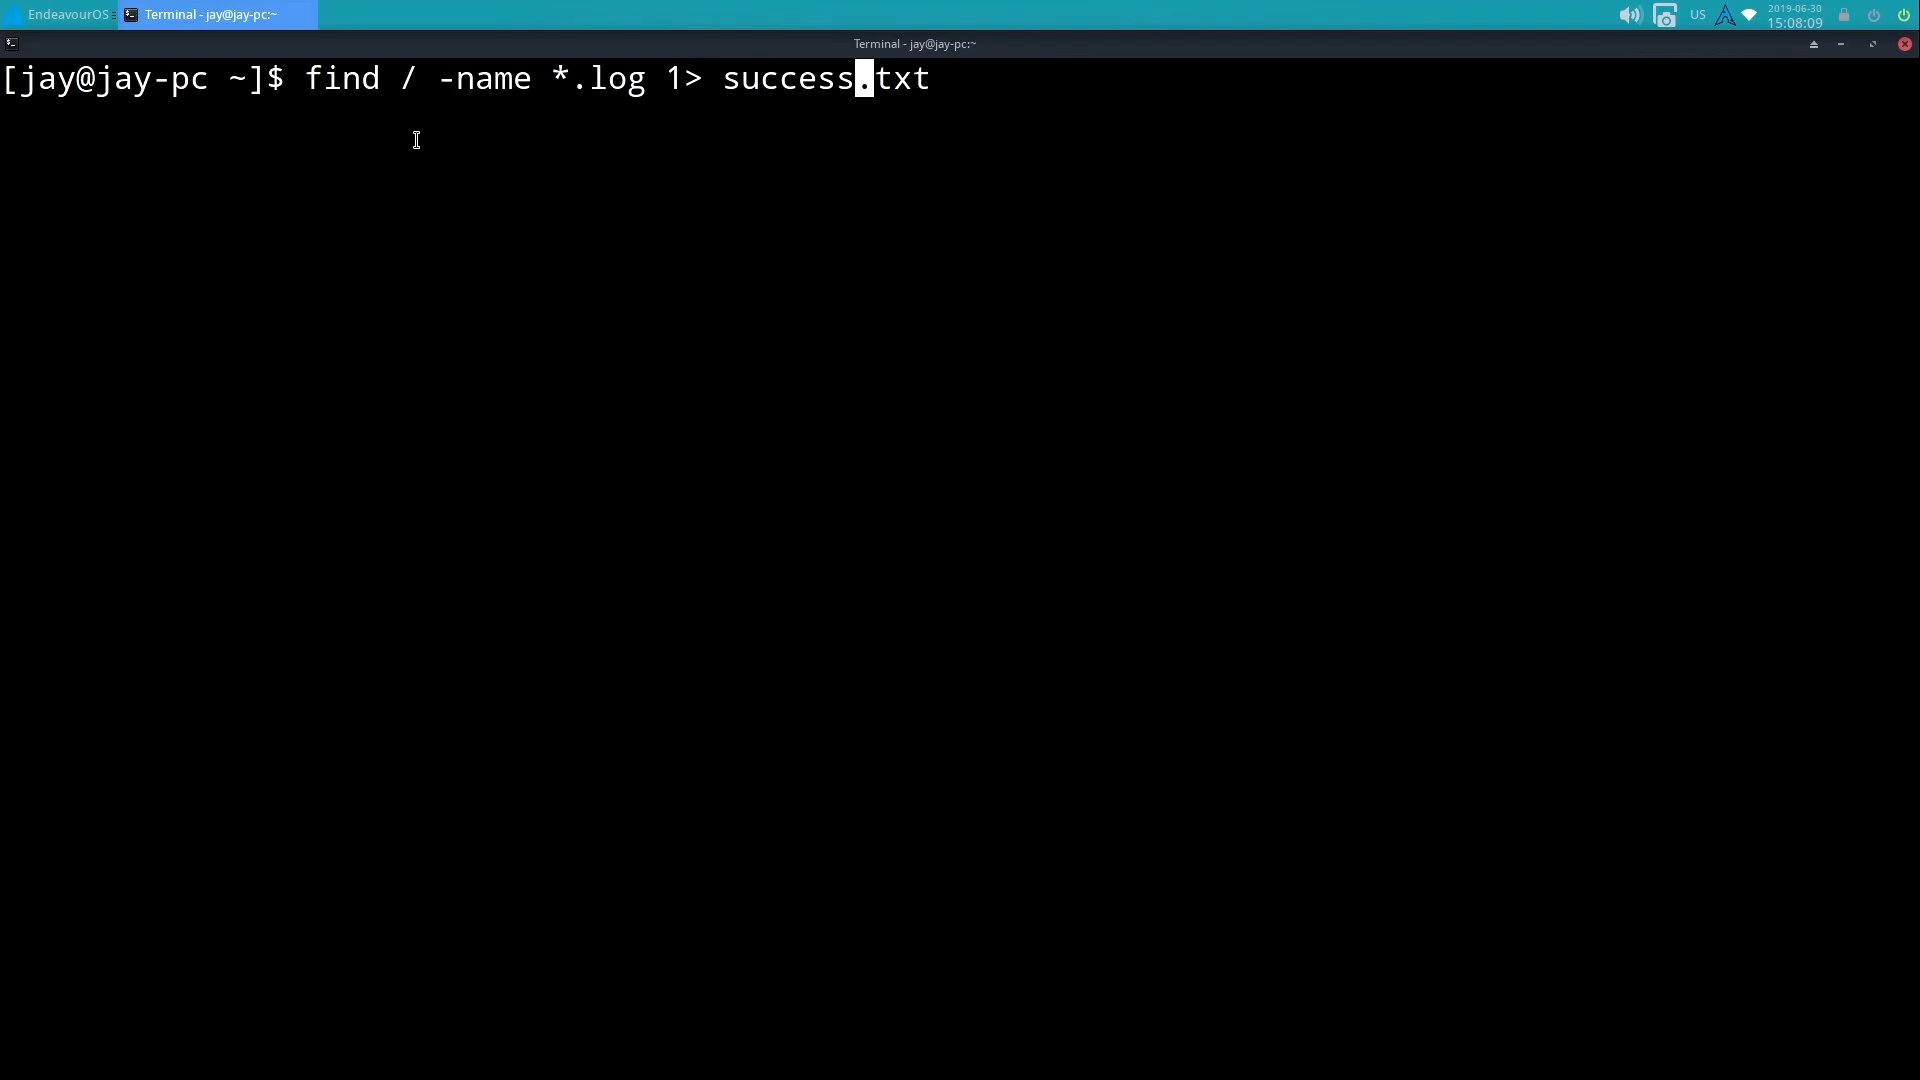 EndeavourOS
Terminal - jay@jay-pc:~
US
2019-06-30
15:08:09
Terminal - jay@jay-pc:~
[jay@jay-pc ~]$ find / -name *.log 1> success.txt